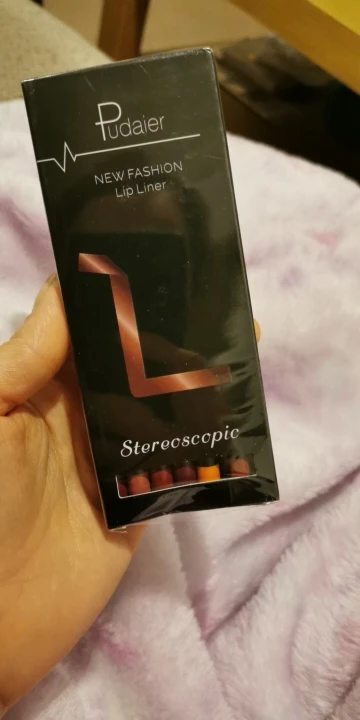 Pudaier
NEW FASHION
Lip Liner
L
Stereoscopic